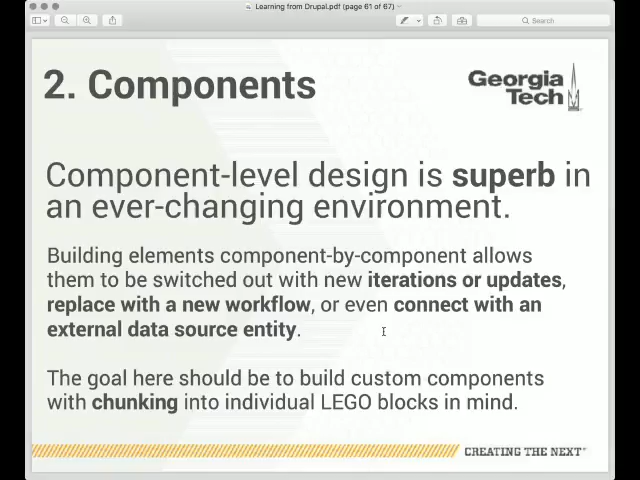 Learning from Drupal.pdf (page 61 of 67)
Search
2. Components
Georgia
Tech
Component-level design is superb in
an ever-changing environment.
Building elements component-by-component allows
them to be switched out with new iterations or updates,
replace with a new workflow, or even connect with an
external data source entity.
The goal here should be to build custom components
with chunking into individual LEGO blocks in mind.
CREATING THE NEXT